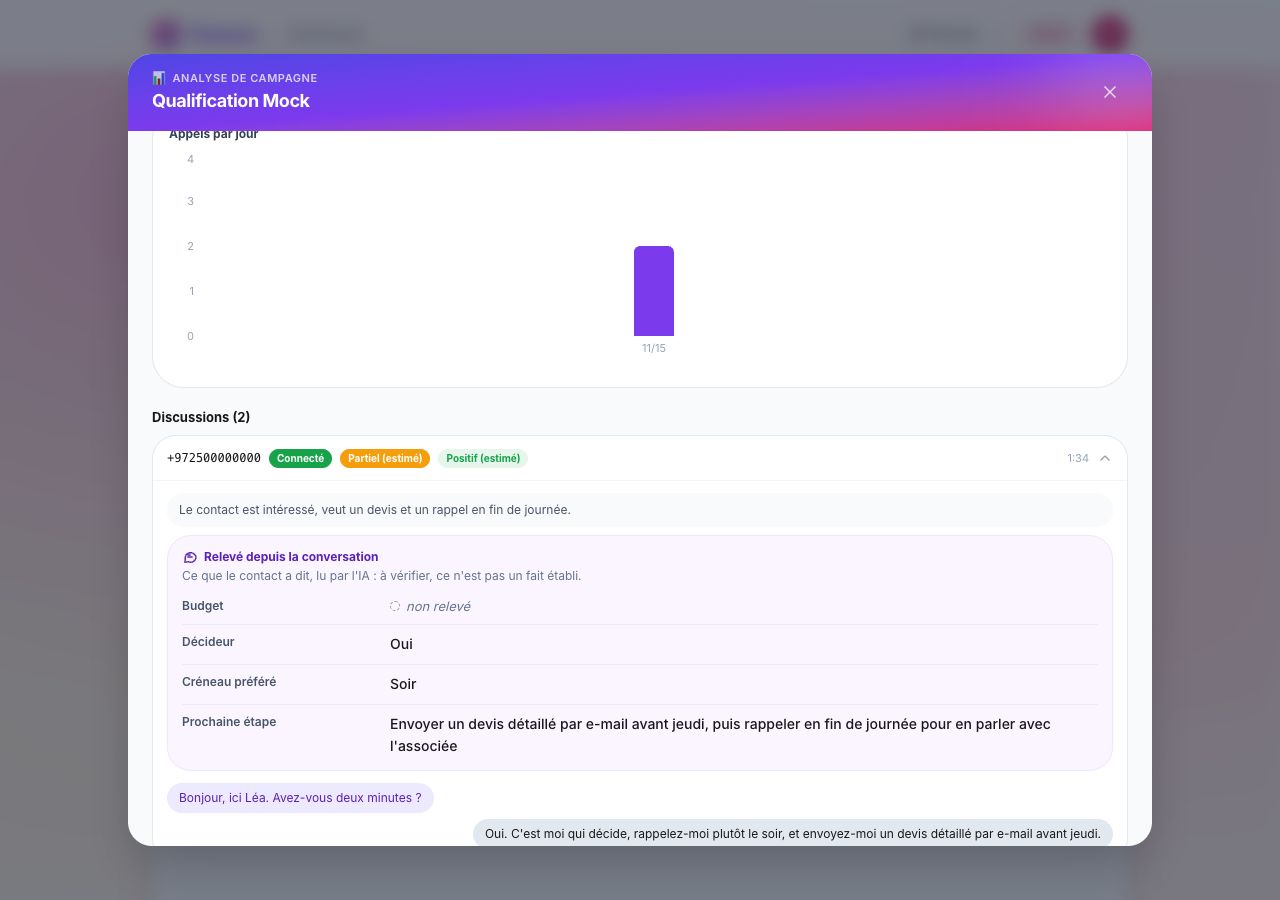 ANALYSE DE CAMPAGNE
Qualification Mock
Appels par jour
4
3
2
1
0
11/15
Discussions (2)
+972500000000 Connecté Partiel (estimé) Positif (estimé) 1:34
Le contact est intéressé, veut un devis et un rappel en fin de journée.
Relevé depuis la conversation
Ce que le contact a dit, lu par l'IA : à vérifier, ce n'est pas un fait établi.
Budget non relevé
Décideur Oui
Créneau préféré Soir
Prochaine étape Envoyer un devis détaillé par e-mail avant jeudi, puis rappeler en fin de journée pour en parler avec
l'associée
Bonjour, ici Léa. Avez-vous deux minutes ?
Oui. C'est moi qui décide, rappelez-moi plutôt le soir, et envoyez-moi un devis détaillé par e-mail avant jeudi.